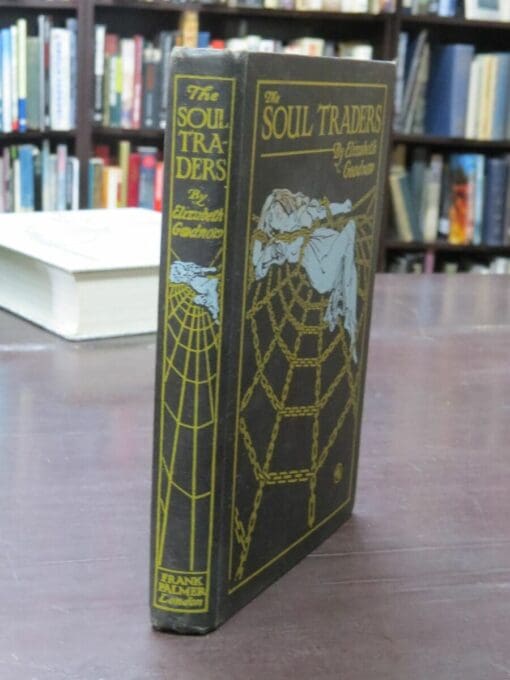 The
SOUL
TRA-
DERS
By
Elizabeth
Goodnow
FRANK
PALMER
London
The
SOUL TRADERS
By Elizabeth
Goodnow